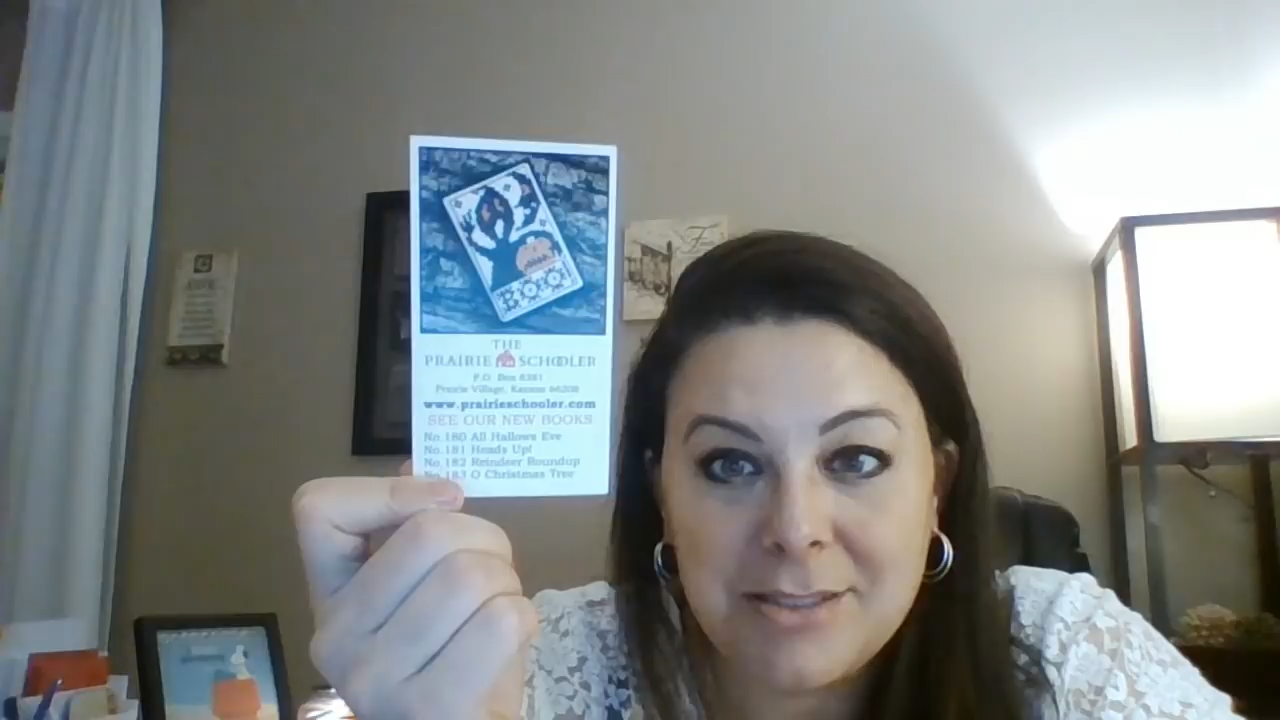 BOO
THE
PRAIRIE SCHOOLER
P.O. Box 8381
Prairie Village, Kansas 66208
www.prairieschooler.com
SEE OUR NEW BOOKS
No.180 All Hallows Eve
No.181 Heads Up!
No.182 Reindeer Roundup
No.183 O Christmas Tree